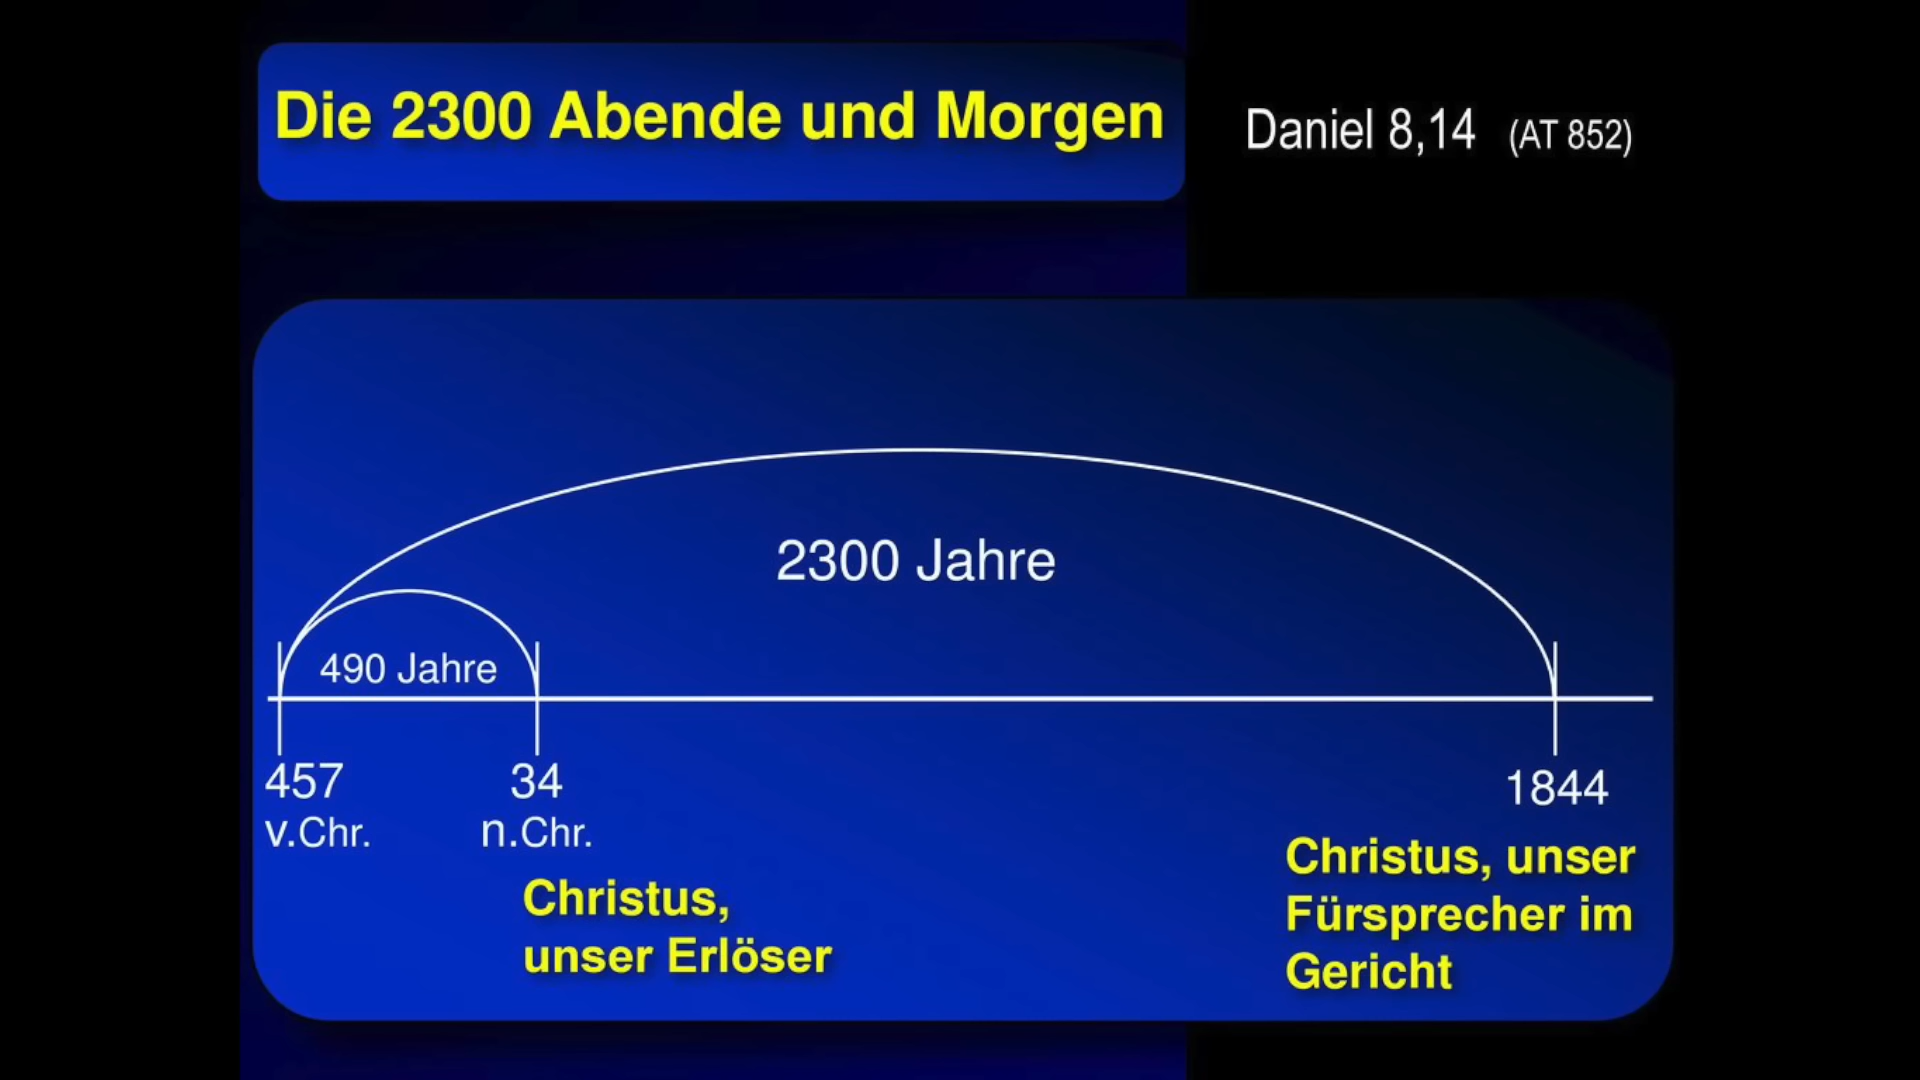 Die 2300 Abende und Morgen
Daniel 8,14 (AT 852)
2300 Jahre
490 Jahre
457
v.Chr.
34
n.Chr.
1844
Christus,
unser Erlöser
Christus, unser
Fürsprecher im
Gericht